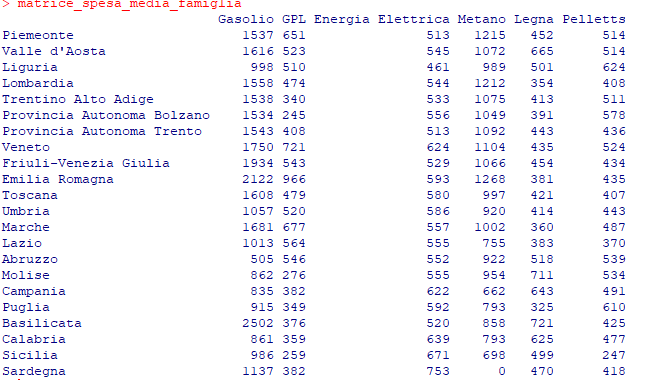 > matrice_spesa_media_famiglia
Gasolio GPL Energia Elettrica Metano Legna Pelletts
Piemeonte 1537 651 513 1215 452 514
Valle d'Aosta 1616 523 545 1072 665 514
Liguria 998 510 461 989 501 624
Lombardia 1558 474 544 1212 354 408
Trentino Alto Adige 1538 340 533 1075 413 511
Provincia Autonoma Bolzano 1534 245 556 1049 391 578
Provincia Autonoma Trento 1543 408 513 1092 443 436
Veneto 1750 721 624 1104 435 524
Friuli-Venezia Giulia 1934 543 529 1066 454 434
Emilia Romagna 2122 966 593 1268 381 435
Toscana 1608 479 580 997 421 407
Umbria 1057 520 586 920 414 443
Marche 1681 677 557 1002 360 487
Lazio 1013 564 555 755 383 370
Abruzzo 505 546 552 922 518 539
Molise 862 276 555 954 711 534
Campania 835 382 622 662 643 491
Puglia 915 349 592 793 325 610
Basilicata 2502 376 520 858 721 425
Calabria 861 359 639 793 625 477
Sicilia 986 259 671 698 499 247
Sardegna 1137 382 753 0 470 418